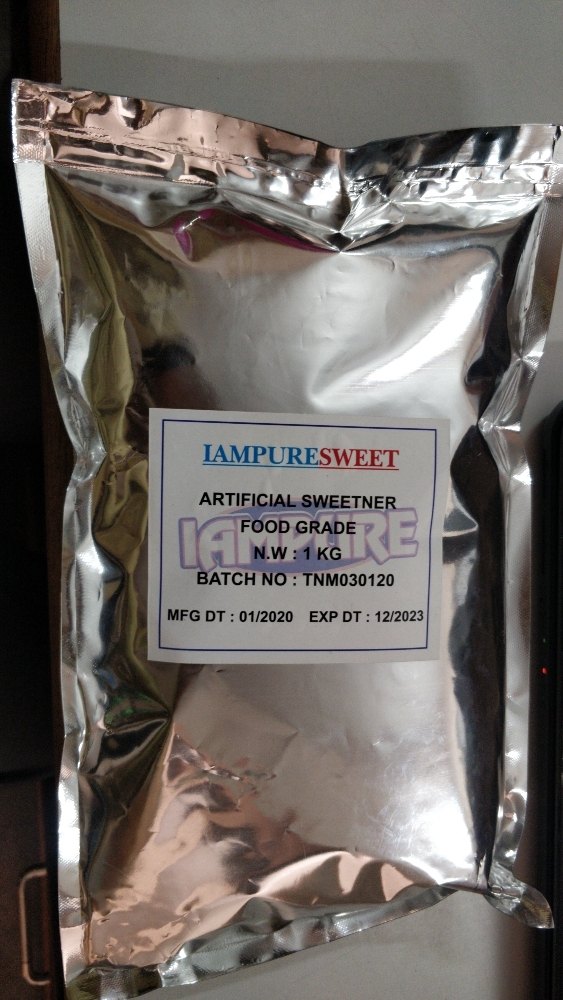 IAMPURESWEET
ARTIFICIAL SWEETNER
FOOD GRADE
IAMPURE
N.W : 1 KG
BATCH NO : TNM030120
MFG DT : 01/2020 EXP DT : 12/2023